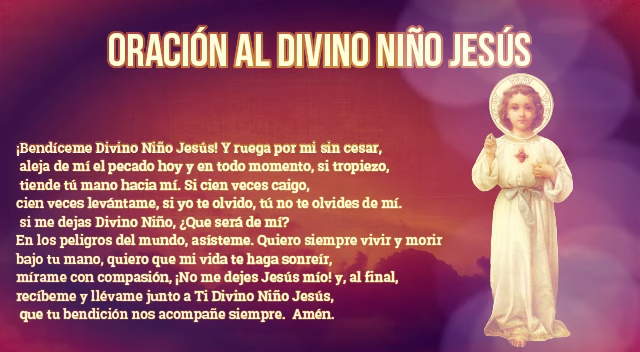 ORACIÓN AL DIVINO NIÑO JESÚS
¡Bendíceme Divino Niño Jesús! Y ruega por mi sin cesar,
aleja de mí el pecado hoy y en todo momento, si tropiezo,
tiende tú mano hacia mí. Si cien veces caigo,
cien veces levántame, si yo te olvido, tú no te olvides de mí.
si me dejas Divino Niño, ¿Que será de mí?
En los peligros del mundo, asísteme. Quiero siempre vivir y morir
bajo tu mano, quiero que mi vida te haga sonreír,
mírame con compasión, ¡No me dejes Jesús mío! y, al final,
recíbeme y llévame junto a Ti Divino Niño Jesús,
que tu bendición nos acompañe siempre. Amén.